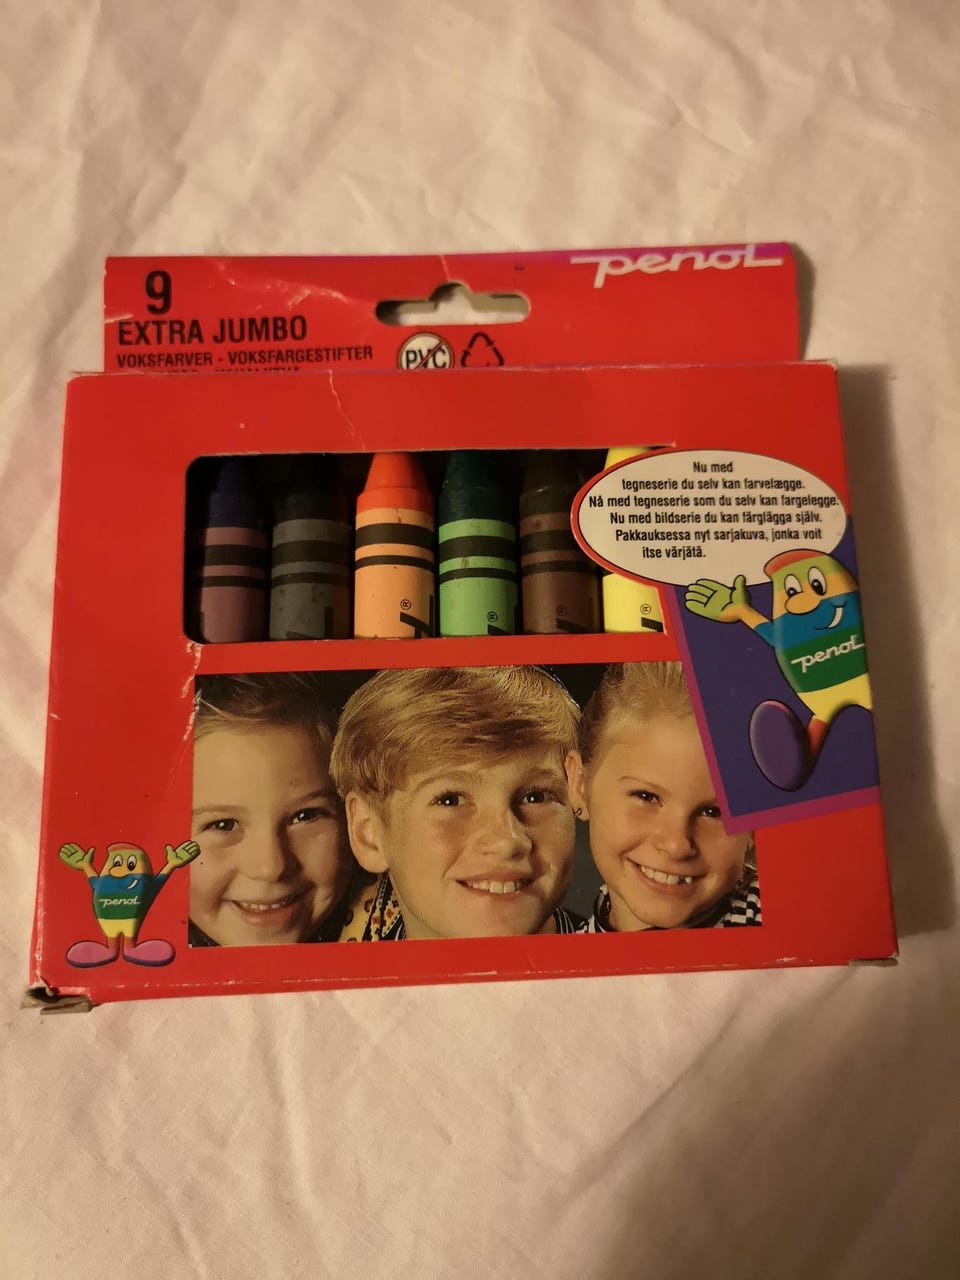 penoL
9
EXTRA JUMBO
VOKSFARVER - VOKSFARGESTIFTER
PVC
Nu med
tegneserie du selv kan farvelægge.
Nå med tegneserie som du selv kan fargelegge.
Nu med bildserie du kan färglägga själv.
Pakkauksessa nyt sarjakuva, jonka voit
itse värjätä.
®
®
®
®
penoL
penoL